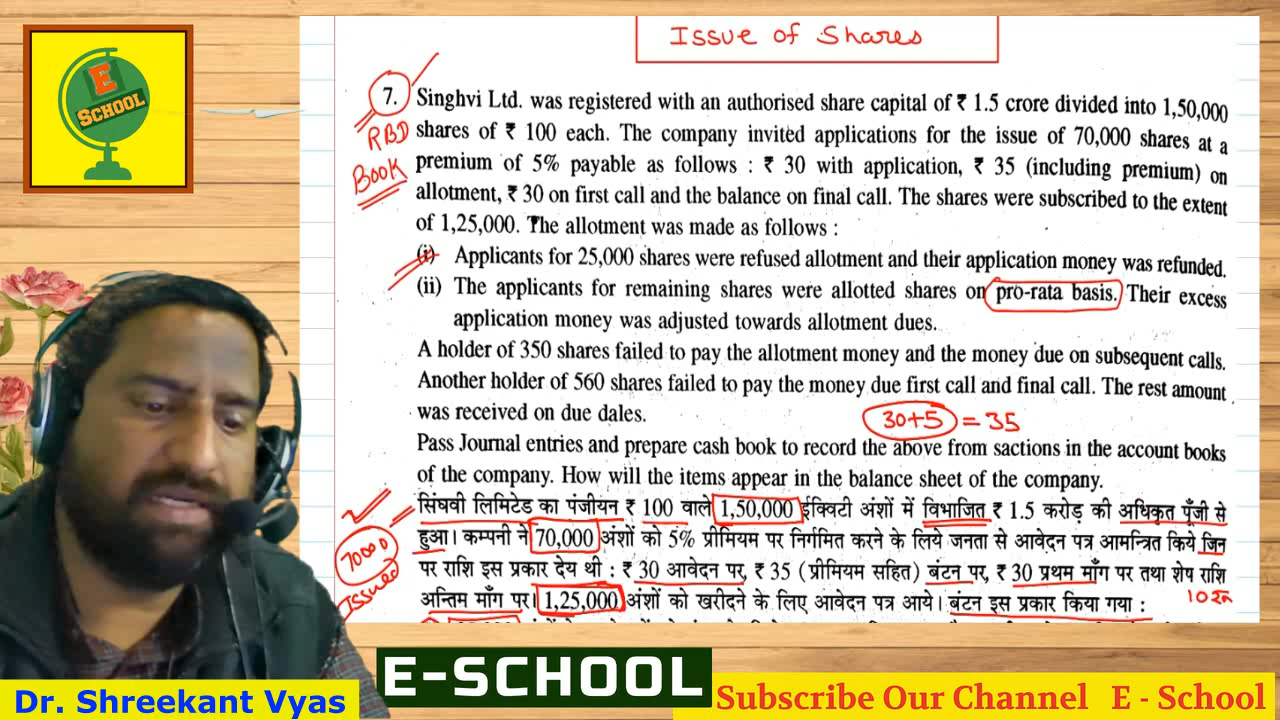 Issue of Shares
E
SCHOOL
7.
RBD
BOOK
Singhvi Ltd. was registered with an authorised share capital of ₹ 1.5 crore divided into 1,50,000
shares of ₹ 100 each. The company invited applications for the issue of 70,000 shares at a
premium of 5% payable as follows : ₹ 30 with application, ₹ 35 (including premium) on
allotment, ₹ 30 on first call and the balance on final call. The shares were subscribed to the extent
of 1,25,000. The allotment was made as follows :
(i) Applicants for 25,000 shares were refused allotment and their application money was refunded.
(ii) The applicants for remaining shares were allotted shares on pro-rata basis. Their excess
application money was adjusted towards allotment dues.
A holder of 350 shares failed to pay the allotment money and the money due on subsequent calls.
Another holder of 560 shares failed to pay the money due first call and final call. The rest amount
was received on due dales.
30+5 = 35
Pass Journal entries and prepare cash book to record the above from sactions in the account books
of the company. How will the items appear in the balance sheet of the company.
सिंघवी लिमिटेड का पंजीयन ₹ 100 वाले 1,50,000 ईक्विटी अंशों में विभाजित ₹ 1.5 करोड़ की अधिकृत पूँजी से
हुआ। कम्पनी ने 70,000 अंशों को 5% प्रीमियम पर निर्गमित करने के लिये जनता से आवेदन पत्र आमन्त्रित किये जिन
पर राशि इस प्रकार देय थी : ₹ 30 आवेदन पर, ₹ 35 (प्रीमियम सहित) बंटन पर, ₹ 30 प्रथम माँग पर तथा शेष राशि
अन्तिम माँग पर। 1,25,000 अंशों को खरीदने के लिए आवेदन पत्र आये। बंटन इस प्रकार किया गया :
70000
Issued
E-SCHOOL
Dr. Shreekant Vyas
Subscribe Our Channel E - School